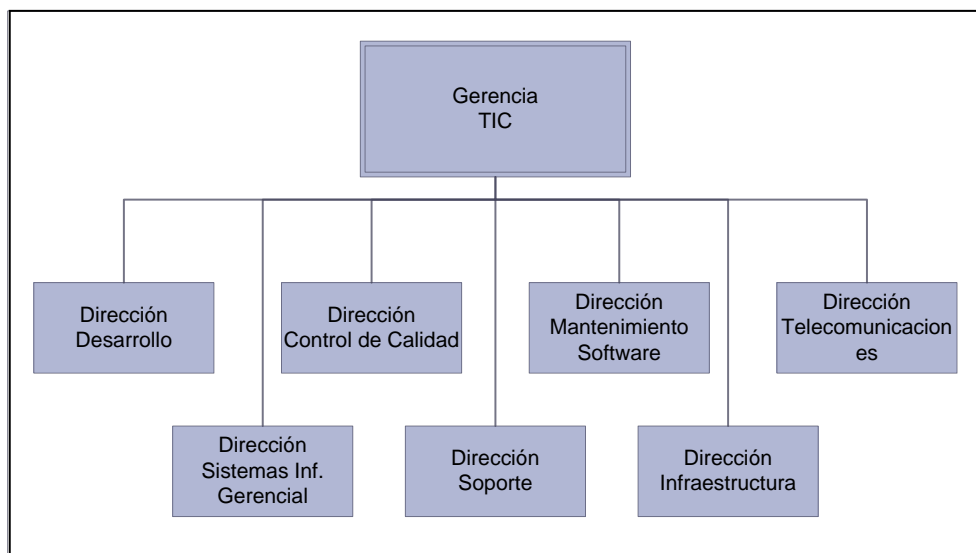 Gerencia
TIC
Dirección
Desarrollo
Dirección
Control de Calidad
Dirección
Mantenimiento
Software
Dirección
Telecomunicacion
es
Dirección
Sistemas Inf.
Gerencial
Dirección
Soporte
Dirección
Infraestructura